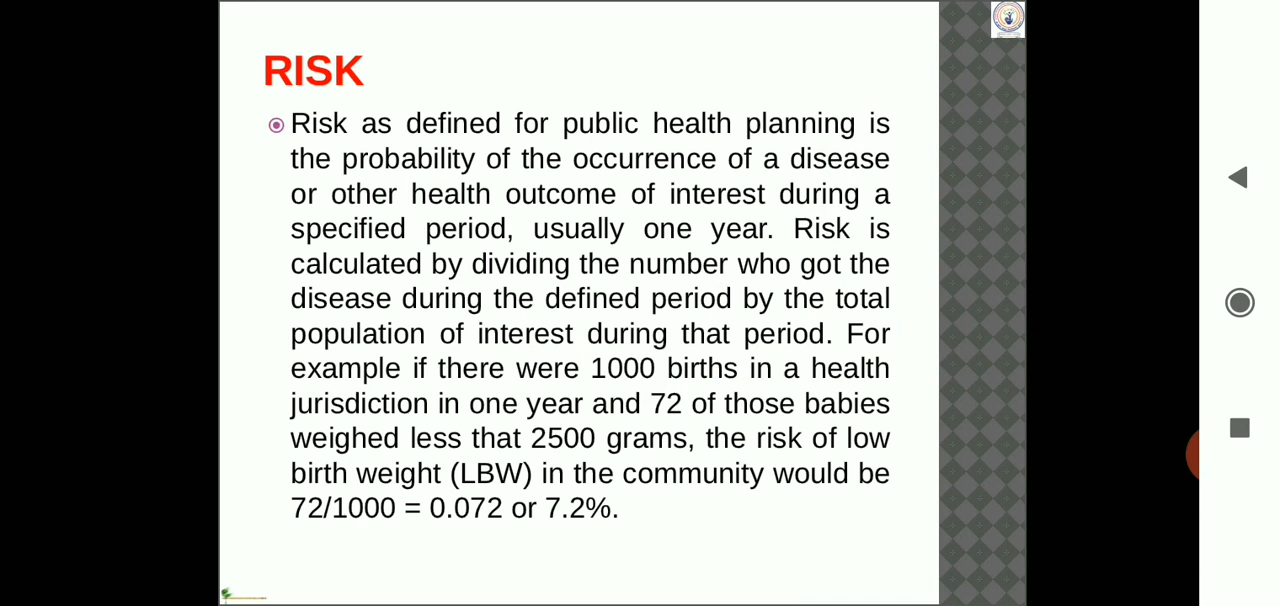 RISK
Risk as defined for public health planning is
the probability of the occurrence of a disease
or other health outcome of interest during a
specified period, usually one year. Risk is
calculated by dividing the number who got the
disease during the defined period by the total
population of interest during that period. For
example if there were 1000 births in a health
jurisdiction in one year and 72 of those babies
weighed less that 2500 grams, the risk of low
birth weight (LBW) in the community would be
72/1000 = 0.072 or 7.2%.